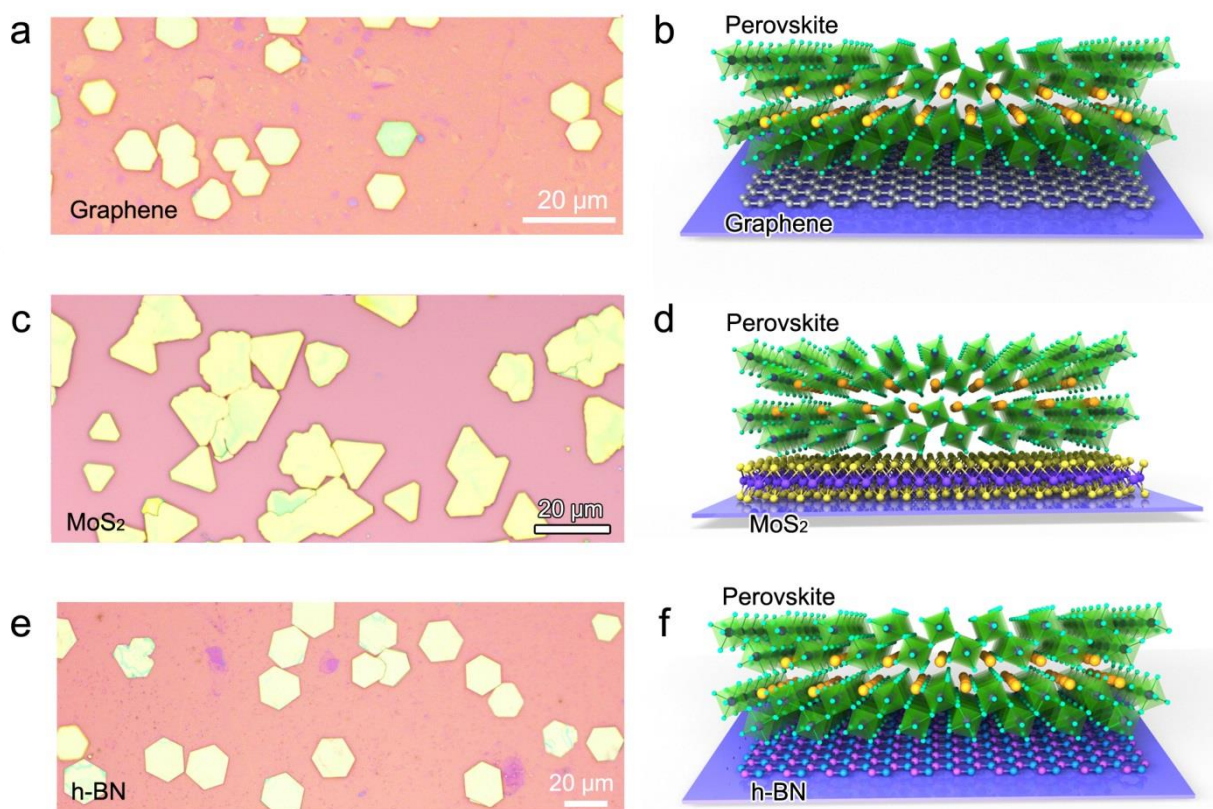 a
Graphene
20 µm
b
Perovskite
Graphene
c
MoS₂
20 µm
d
Perovskite
MoS₂
e
h-BN
20 µm
f
Perovskite
h-BN